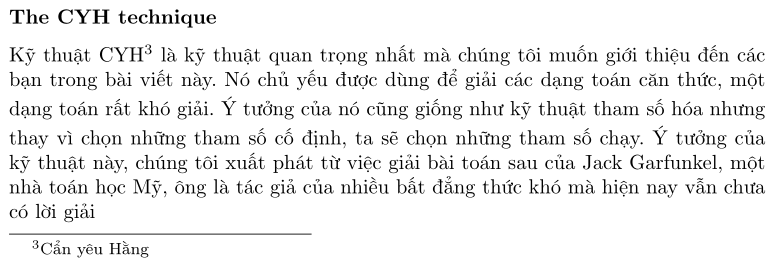 The CYH technique
Kỹ thuật CYH³ là kỹ thuật quan trọng nhất mà chúng tôi muốn giới thiệu đến các
bạn trong bài viết này. Nó chủ yếu được dùng để giải các dạng toán căn thức, một
dạng toán rất khó giải. Ý tưởng của nó cũng giống như kỹ thuật tham số hóa nhưng
thay vì chọn những tham số cố định, ta sẽ chọn những tham số chạy. Ý tưởng của
kỹ thuật này, chúng tôi xuất phát từ việc giải bài toán sau của Jack Garfunkel, một
nhà toán học Mỹ, ông là tác giả của nhiều bất đẳng thức khó mà hiện nay vẫn chưa
có lời giải
³Cẩn yêu Hằng